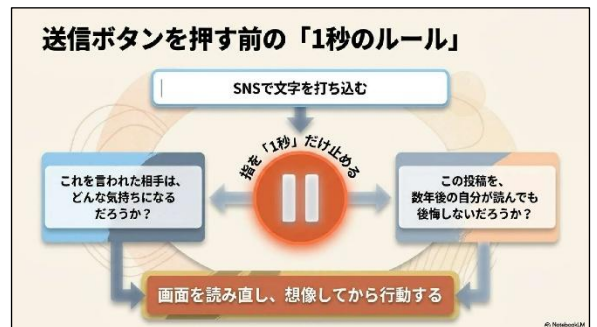 送信ボタンを押す前の「1秒のルール」
SNSで文字を打ち込む
指を「1秒」だけ止める
これを言われた相手は、
どんな気持ちになる
だろうか？
この投稿を、
数年後の自分が読んでも
後悔しないだろうか？
画面を読み直し、想像してから行動する
NotebookLM